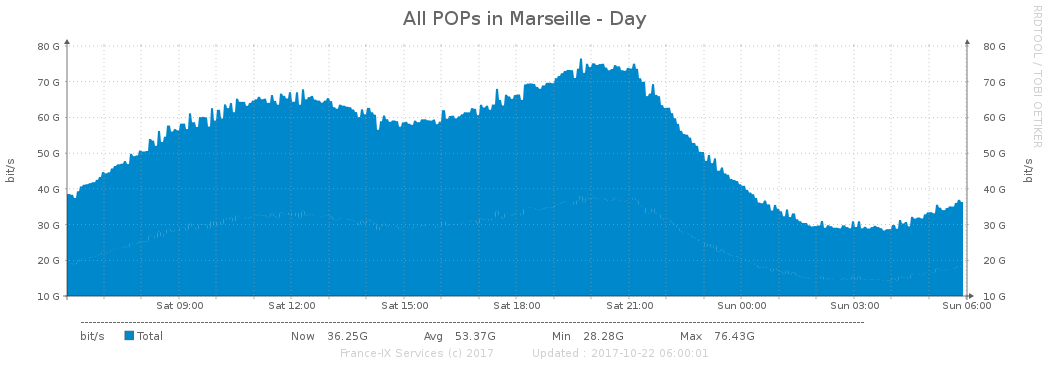 All POPs in Marseille - Day
RRDTOOL / TOBI OETIKER
80 G 80 G
70 G 70 G
60 G 60 G
50 G 50 G
40 G 40 G
30 G 30 G
20 G 20 G
10 G 10 G
bit/s bit/s
Sat 09:00 Sat 12:00 Sat 15:00 Sat 18:00 Sat 21:00 Sun 00:00 Sun 03:00 Sun 06:00
bit/s Total Now 36.25G Avg 53.37G Min 28.28G Max 76.43G
France-IX Services (c) 2017 Updated : 2017-10-22 06:00:01